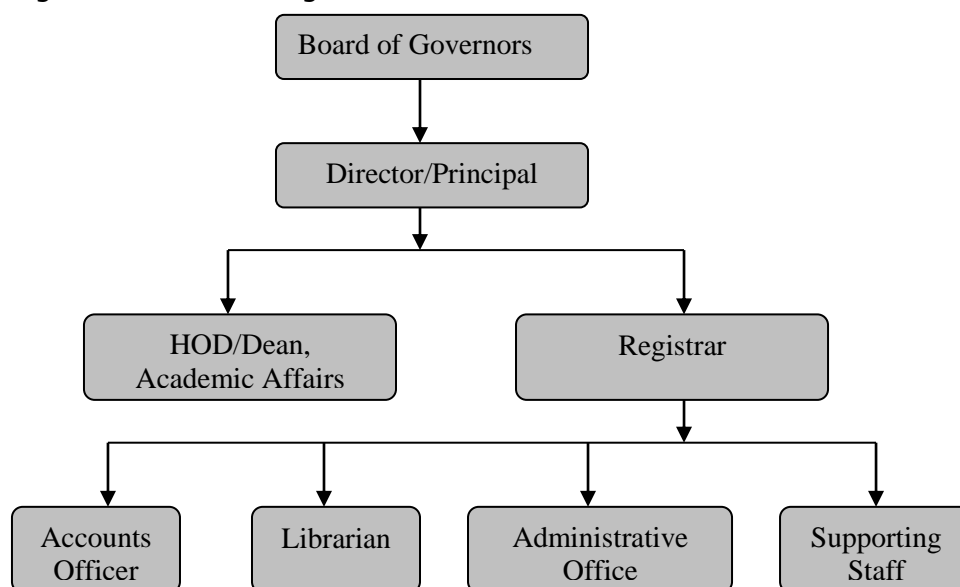 Board of Governors
Director/Principal
HOD/Dean,
Academic Affairs
Registrar
Accounts
Officer
Librarian
Administrative
Office
Supporting
Staff